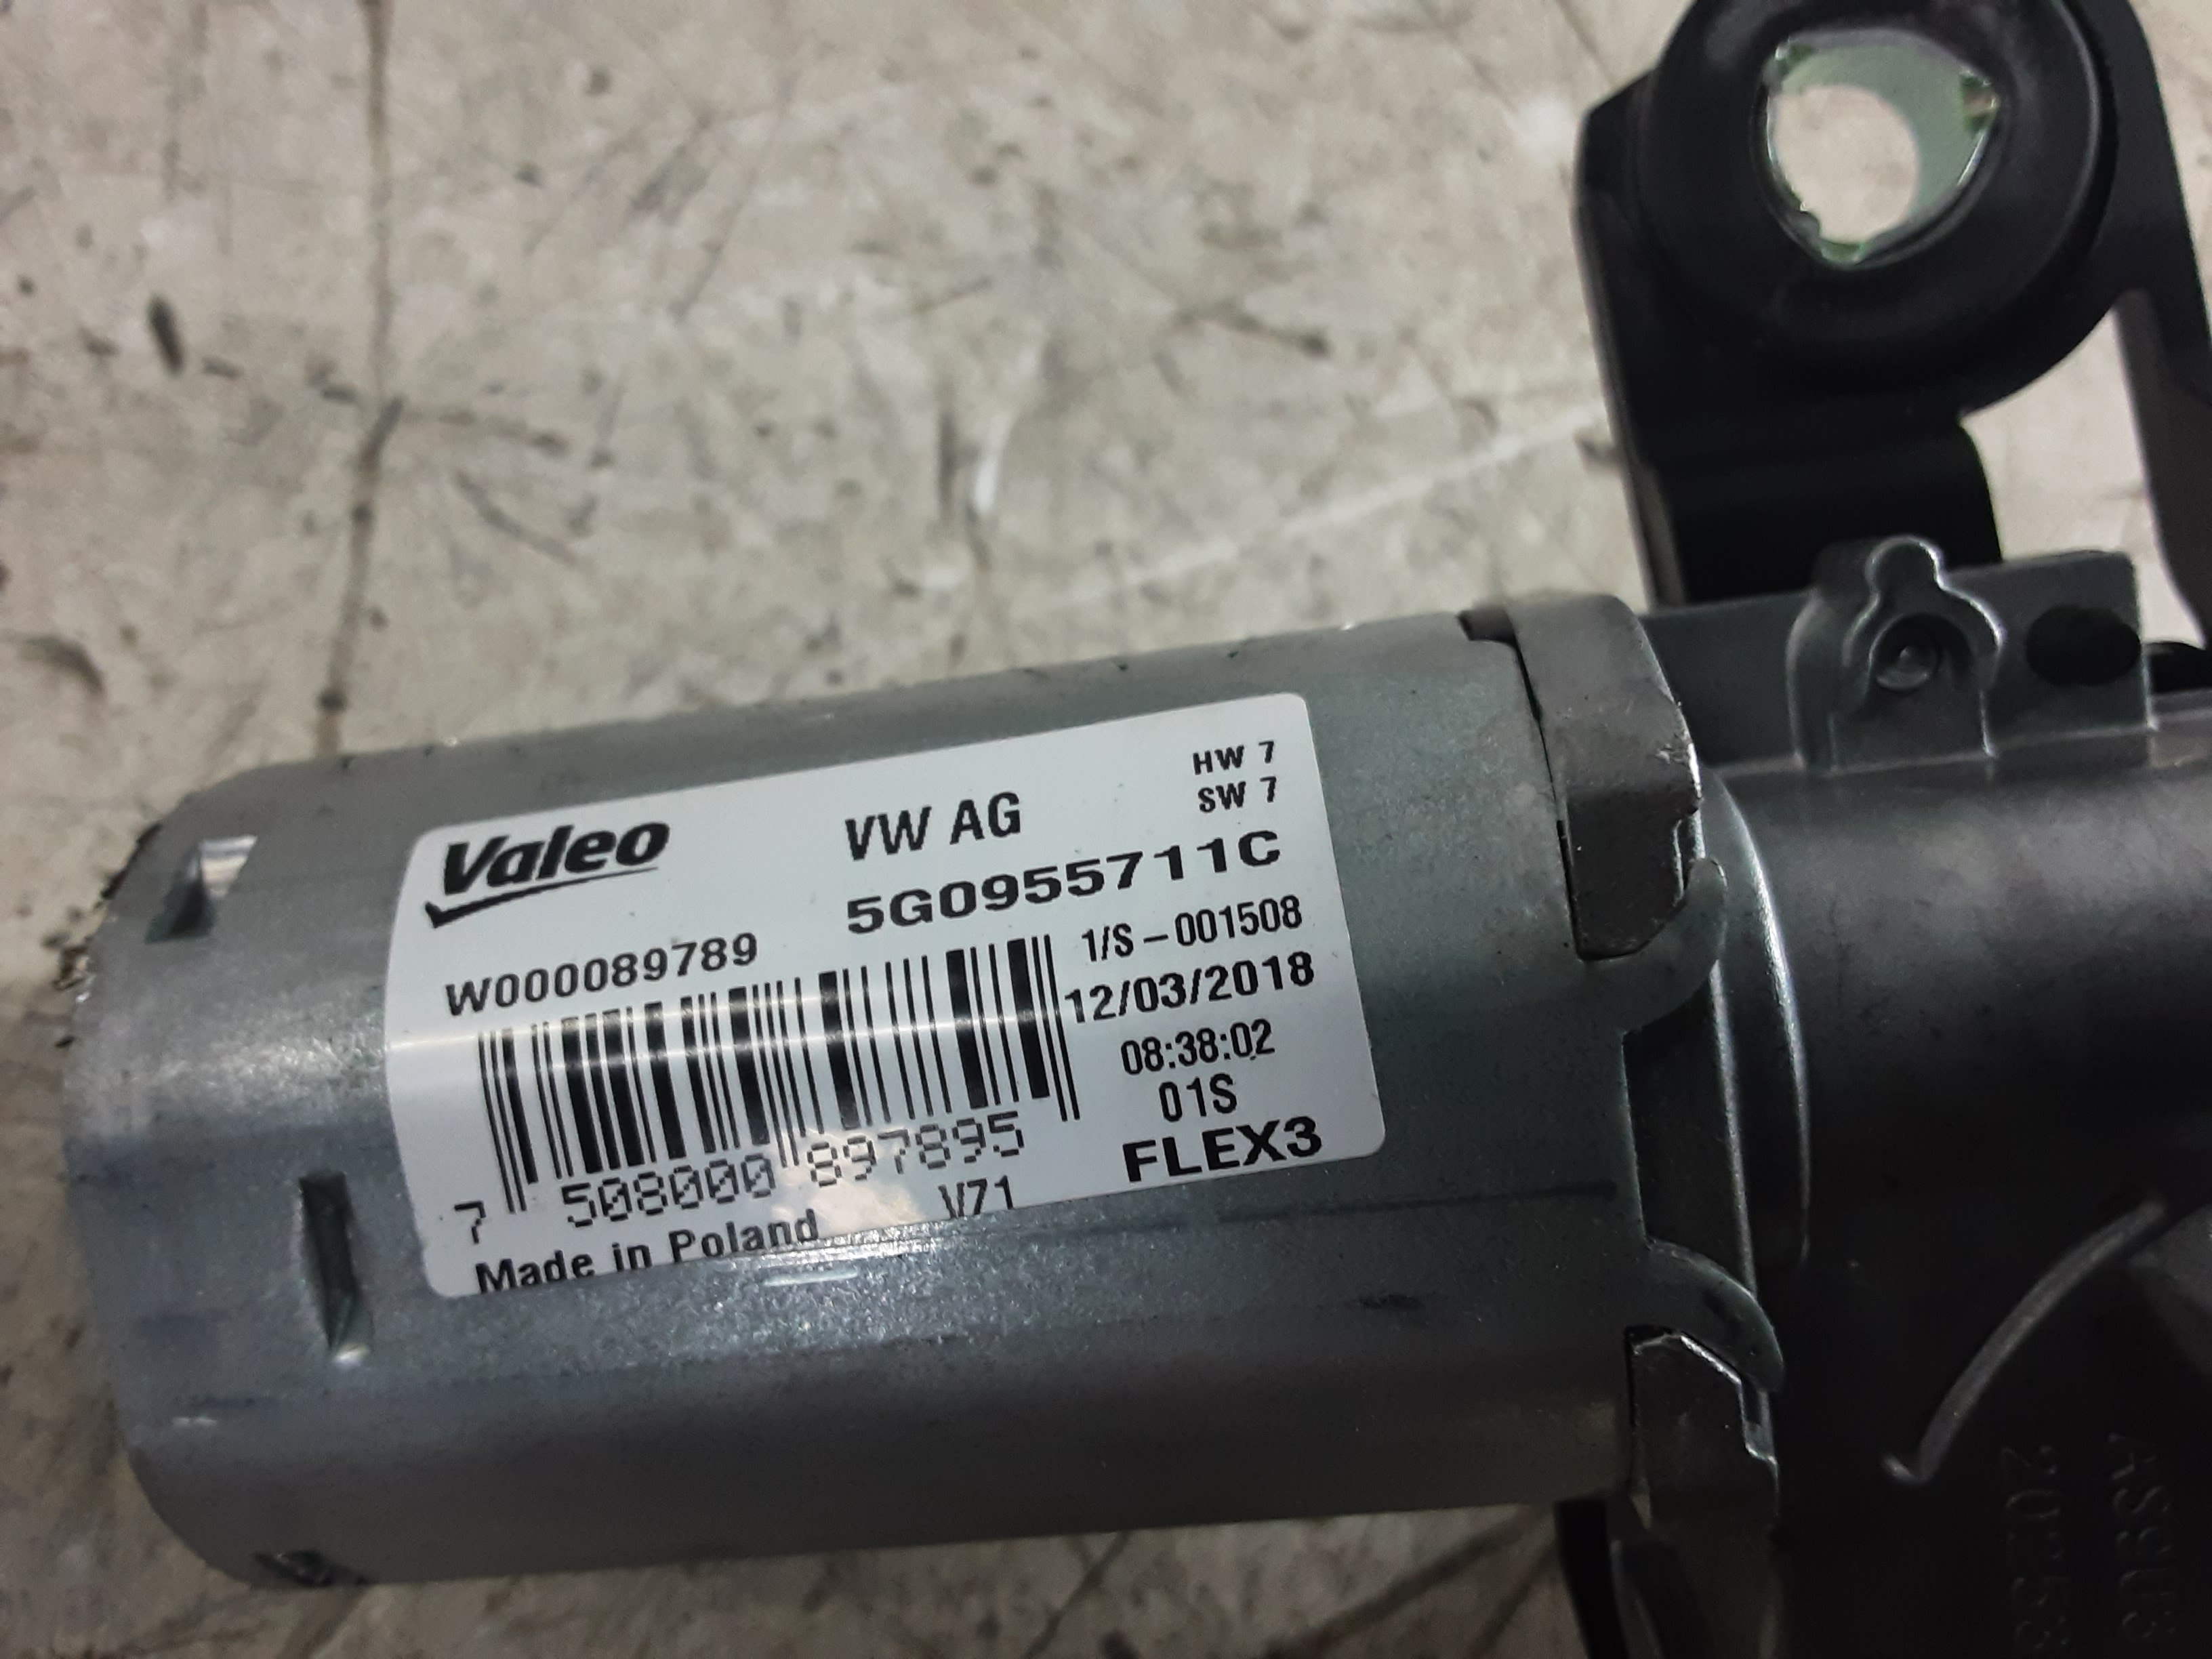 Valeo
VW AG
HW 7
SW 7
5G0955711C
W000089789
1/S-001508
12/03/2018
08:38:02
01S
FLEX3
7 508000 897895
V71
Made in Poland